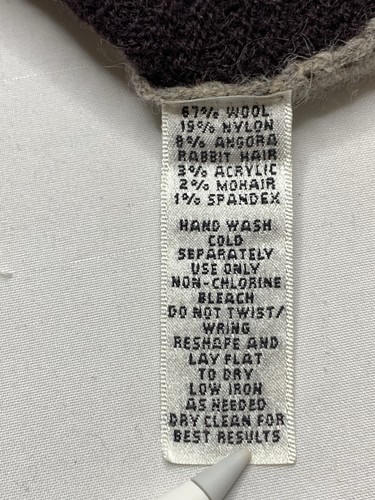 67% WOOL
19% NYLON
8% ANGORA
RABBIT HAIR
3% ACRYLIC
2% MOHAIR
1% SPANDEX
HAND WASH
COLD
SEPARATELY
USE ONLY
NON-CHLORINE
BLEACH
DO NOT TWIST/
WRING
RESHAPE AND
LAY FLAT
TO DRY
LOW IRON
AS NEEDED
DRY CLEAN FOR
BEST RESULTS